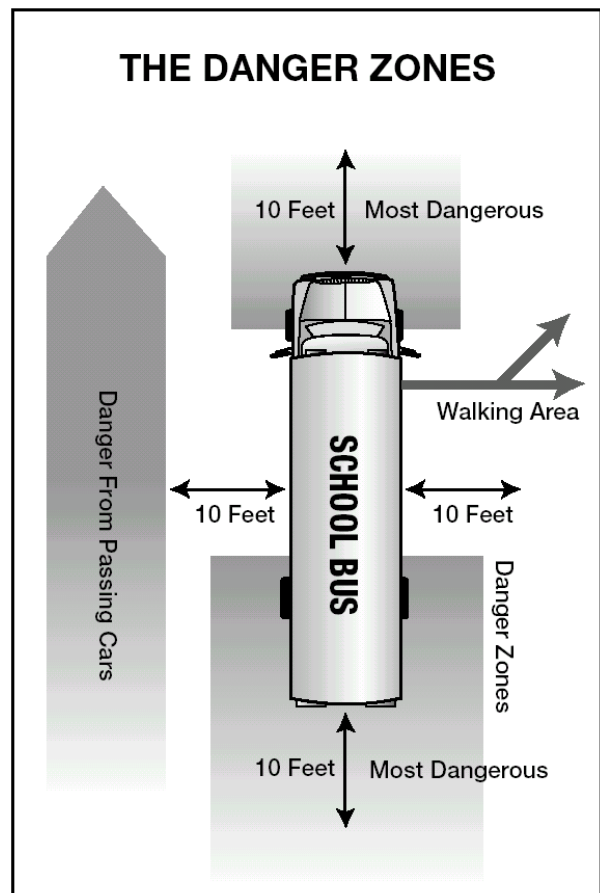 THE DANGER ZONES
10 Feet
Most Dangerous
Walking Area
Danger From Passing Cars
SCHOOL BUS
10 Feet
10 Feet
Danger Zones
10 Feet
Most Dangerous